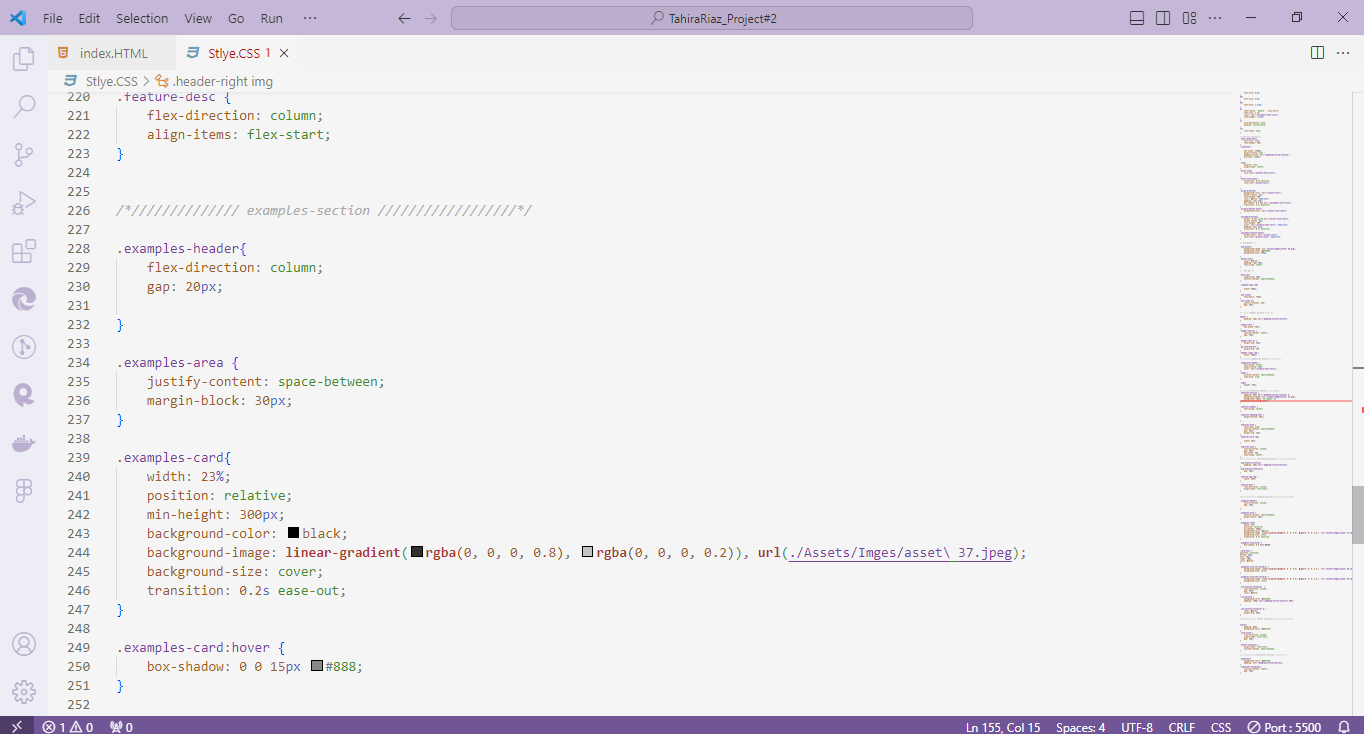 File Edit Selection View Go Run ··· TahiraRiaz_Project#2
index.HTML Stlye.CSS 1
Stlye.CSS > .header-right img
220 .feature-desc {
221 flex-direction: column;
222 align-items: flex-start;
223 }
224
225
226 /*////////////// examples-section //////////////////*/
227
228 .examples-header{
229 flex-direction: column;
230 gap: 20px;
231
232 }
233
234 .examples-area {
235 justify-content: space-between;
236 margin-block: 30px;
237 }
238
239 .examples-card{
240 width: 23%;
241 position: relative;
242 min-height: 300px;
243 background-color: black;
244 background-image: linear-gradient(rgba(0, 0, 0, 0.8), rgba(0, 0, 0, 0.2)), url(./Assets/Imges/asset\ 37.jpeg);
245 background-size: cover;
246 transition: 0.2s ease-out;
247 }
248
249 .examples-card:hover {
250 box-shadow: 0 0 15px #888;
251 }
252
1 0 0 Ln 155, Col 15 Spaces: 4 UTF-8 CRLF CSS Port : 5500